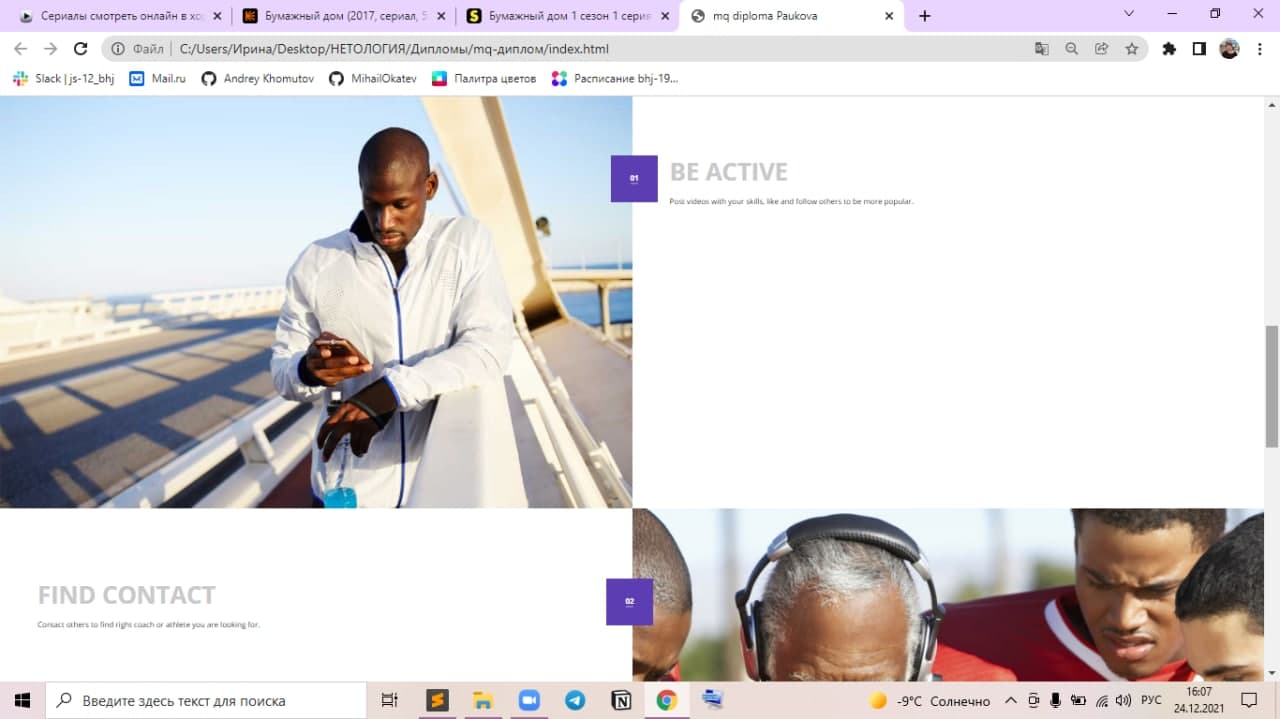 Сериалы смотреть онлайн в хо
Бумажный дом (2017, сериал, 5
Бумажный дом 1 сезон 1 серия
mq diploma Paukova
Файл
C:/Users/Ирина/Desktop/НЕТОЛОГИЯ/Дипломы/mq-диплом/index.html
Slack | js-12_bhj
Mail.ru
Andrey Khomutov
MihailOkatev
Палитра цветов
Расписание bhj-19...
01
BE ACTIVE
Post videos with your skills, like and follow others to be more popular.
FIND CONTACT
Contact others to find right coach or athlete you are looking for.
02
Введите здесь текст для поиска
-9°C Солнечно
РУС
16:07
24.12.2021